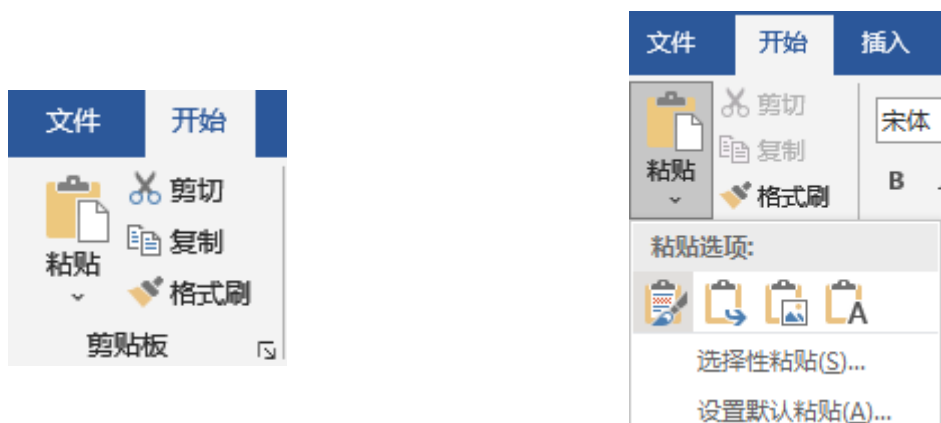 文件 开始
剪切
复制
粘贴
格式刷
剪贴板
文件 开始 插入
剪切
宋体
复制
粘贴
B
格式刷
粘贴选项:
A
选择性粘贴(S)...
设置默认粘贴(A)...